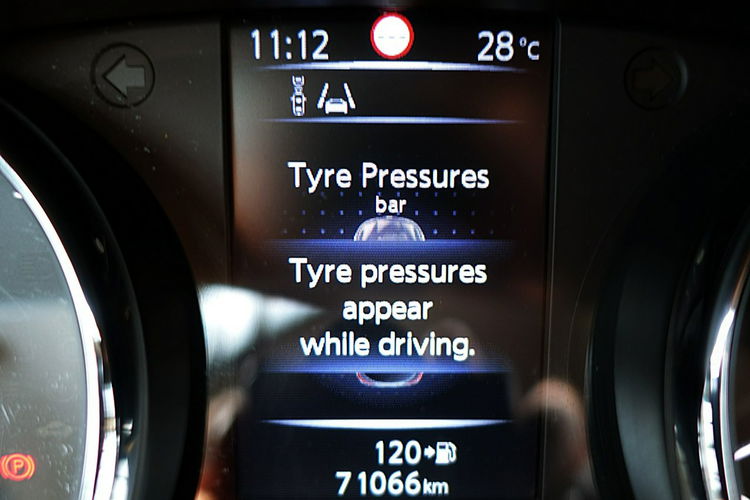 11:12 28°C
Tyre Pressures
bar
Tyre pressures
appear
while driving.
120
71066km
P